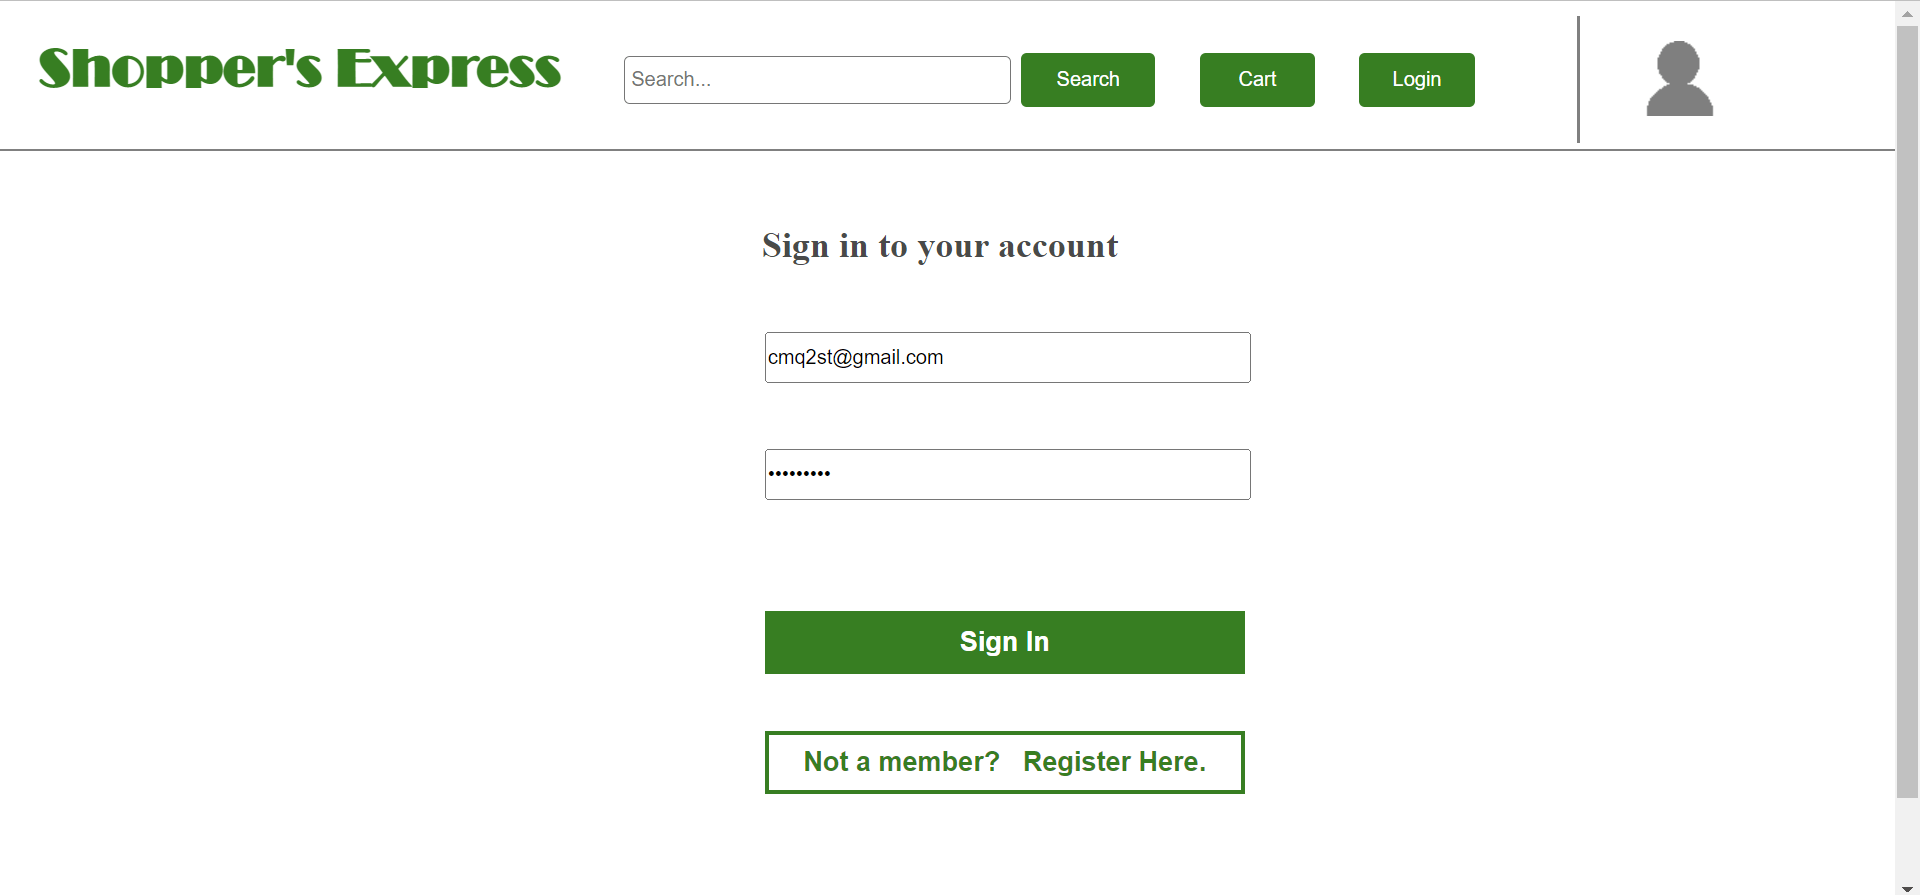 Shopper's Express
Search...
Search
Cart
Login
Sign in to your account
cmq2st@gmail.com
•••••••••
Sign In
Not a member? Register Here.